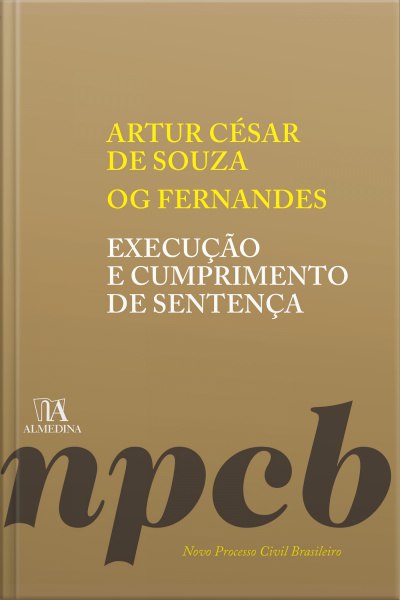 ARTUR CÉSAR
DE SOUZA
OG FERNANDES
EXECUÇÃO
E CUMPRIMENTO
DE SENTENÇA
ALMEDINA
npcb
Novo Processo Civil Brasileiro